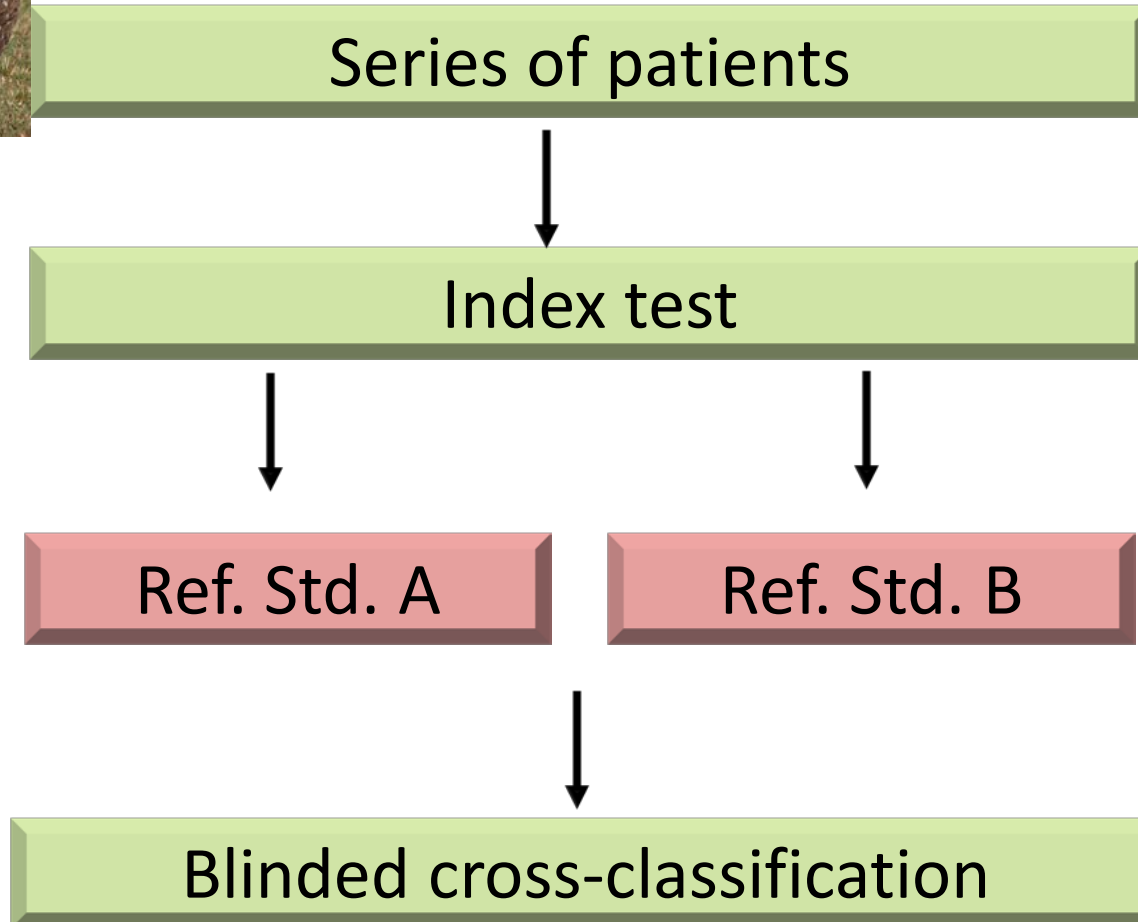 Series of patients
Index test
Ref. Std. A
Ref. Std. B
Blinded cross-classification